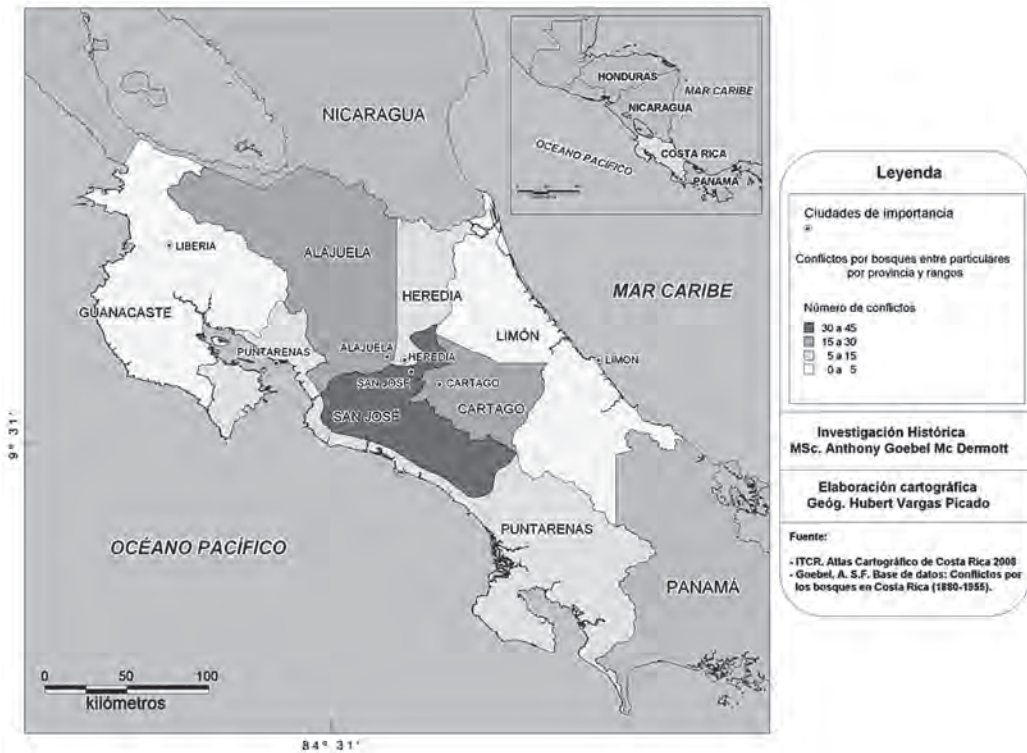 NICARAGUA
HONDURAS
MAR CARIBE
NICARAGUA
OCEANO PACÍFICO
COSTA RICA
PANAMÁ
LIBERIA
ALAJUELA
GUANACASTE
HEREDIA
MAR CARIBE
LIMÓN
PUNTARENAS
ALAJUELA
HEREDIA
LIMON
SAN JOSÉ
CARTAGO
SAN JOSÉ
CARTAGO
9° 31'
PUNTARENAS
OCÉANO PACÍFICO
PANAMÁ
0 50 100
kilómetros
84° 31'
Leyenda
Ciudades de importancia
Conflictos por bosques entre particulares
por provincia y rangos
Número de conflictos
30 a 45
15 a 30
5 a 15
0 a 5
Investigación Histórica
MSc. Anthony Goebel Mc Dermott
Elaboración cartográfica
Geóg. Hubert Vargas Picado
Fuente:
- ITCR. Atlas Cartográfico de Costa Rica 2008
- Goebel, A. S.F. Base de datos: Conflictos por
los bosques en Costa Rica (1880-1955).